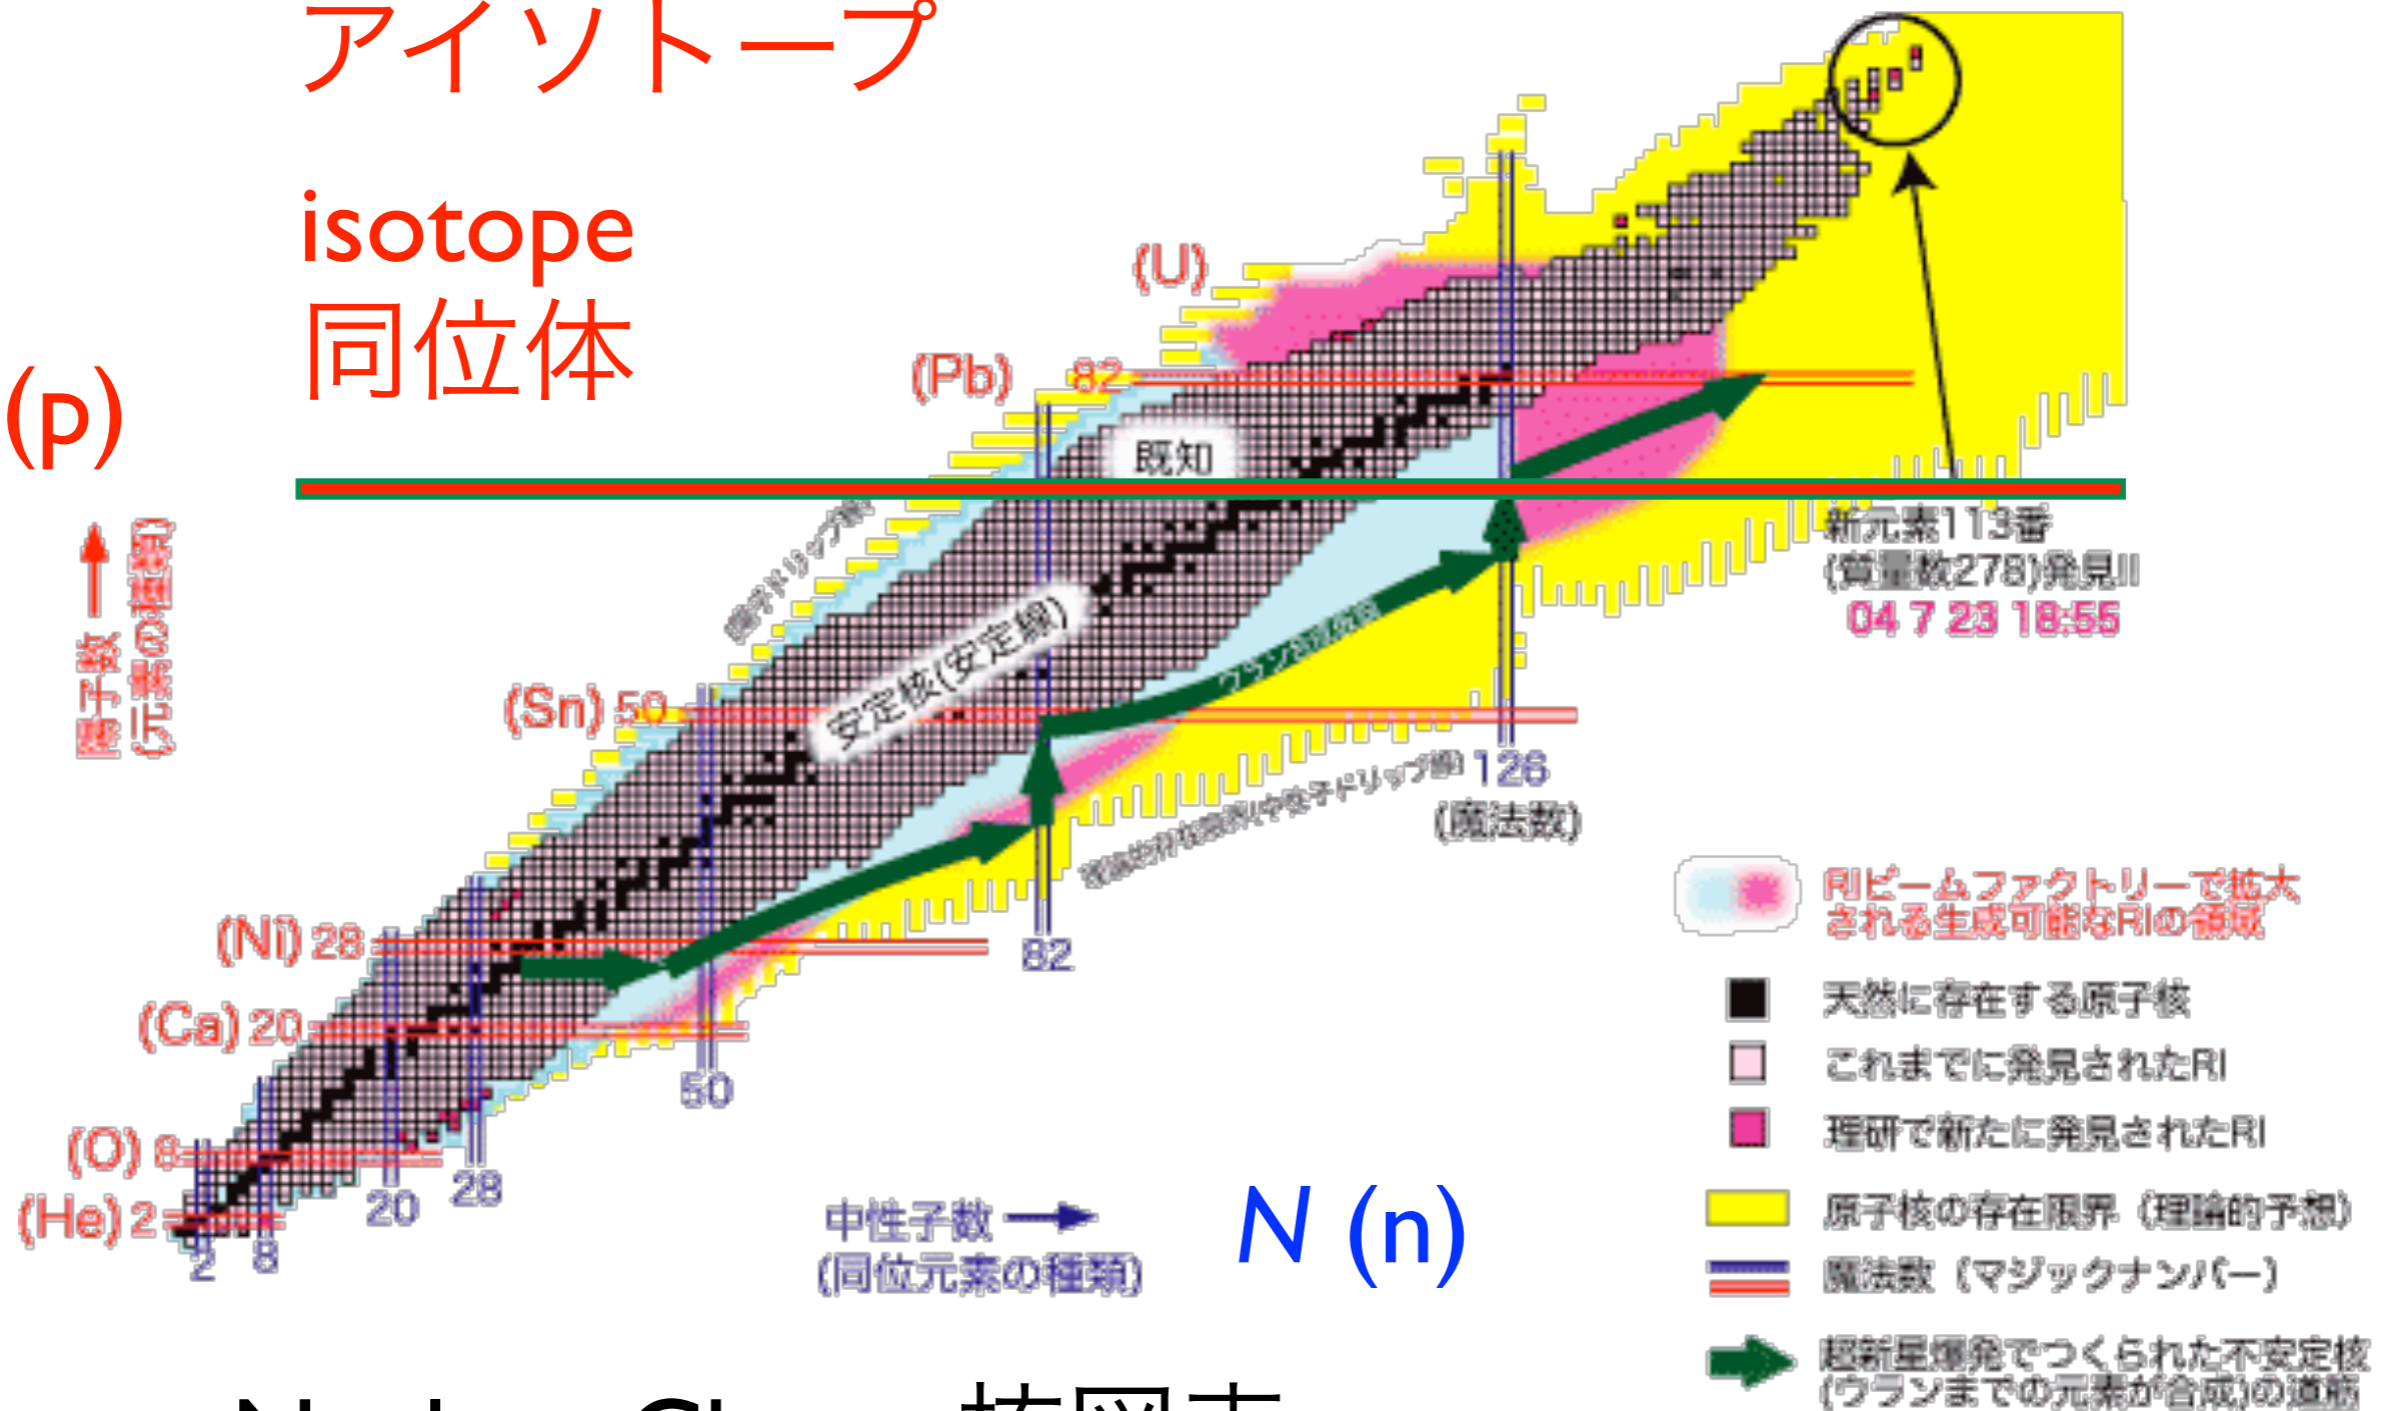 アイソトープ
isotope
同位体
(p)
陽子数
(元素の種類)
(U)
(Pb) 82
既知
安定核(安定線)
ウラン合成仮説
(Sn) 50
(Ni) 28
(Ca) 20
(O) 8
(He) 2
2
8
20
28
50
82
126
(魔法数)
新元素113番
(質量数278)発見!!
04 7 23 18:55
中性子数
(同位元素の種類)
N (n)
RIビームファクトリーで拡大
される生成可能なRIの領域
天然に存在する原子核
これまでに発見されたRI
理研で新たに発見されたRI
原子核の存在限界 (理論的予想)
魔法数 (マジックナンバー)
超新星爆発でつくられた不安定核
(ウランまでの元素が合成)の道筋